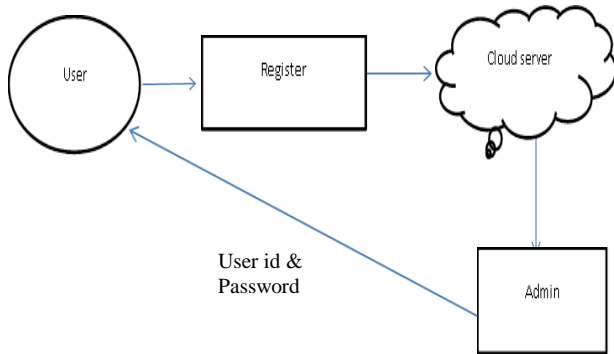 User
Register
Cloud server
User id &
Password
Admin